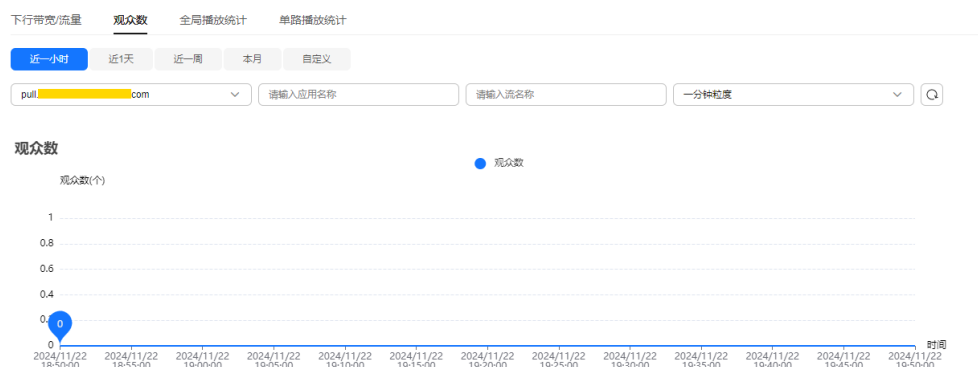 下行带宽/流量 观众数 全局播放统计 单路播放统计
近一小时 近1天 近一周 本月 自定义
pull. com 请输入应用名称 请输入流名称 一分钟粒度
观众数
观众数
观众数(个)
1
0.8
0.6
0.4
0.
0
0 时间
2024/11/22 2024/11/22 2024/11/22 2024/11/22 2024/11/22 2024/11/22 2024/11/22 2024/11/22 2024/11/22 2024/11/22 2024/11/22 2024/11/22 2024/11/22
18:50:00 18:55:00 19:00:00 19:05:00 19:10:00 19:15:00 19:20:00 19:25:00 19:30:00 19:35:00 19:40:00 19:45:00 19:50:00